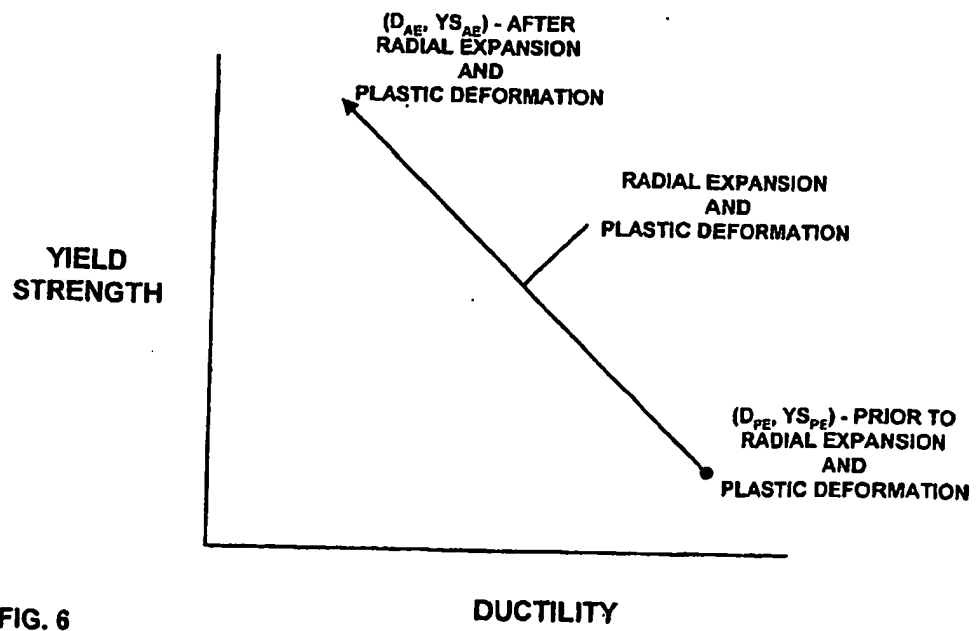 (D_AE, YS_AE) - AFTER
RADIAL EXPANSION
AND
PLASTIC DEFORMATION
RADIAL EXPANSION
AND
PLASTIC DEFORMATION
YIELD
STRENGTH
(D_PE, YS_PE) - PRIOR TO
RADIAL EXPANSION
AND
PLASTIC DEFORMATION
DUCTILITY
FIG. 6